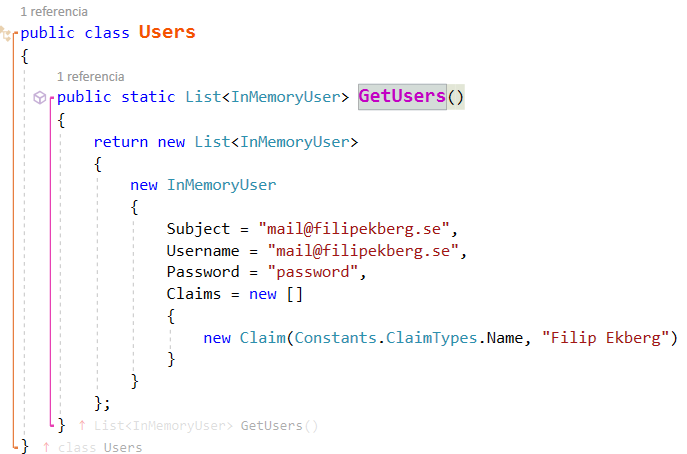 1 referencia
public class Users
{
1 referencia
public static List<InMemoryUser> GetUsers()
{
return new List<InMemoryUser>
{
new InMemoryUser
{
Subject = "mail@filipekberg.se",
Username = "mail@filipekberg.se",
Password = "password",
Claims = new []
{
new Claim(Constants.ClaimTypes.Name, "Filip Ekberg")
}
}
};
} ↑ List<InMemoryUser> GetUsers()
} ↑ class Users